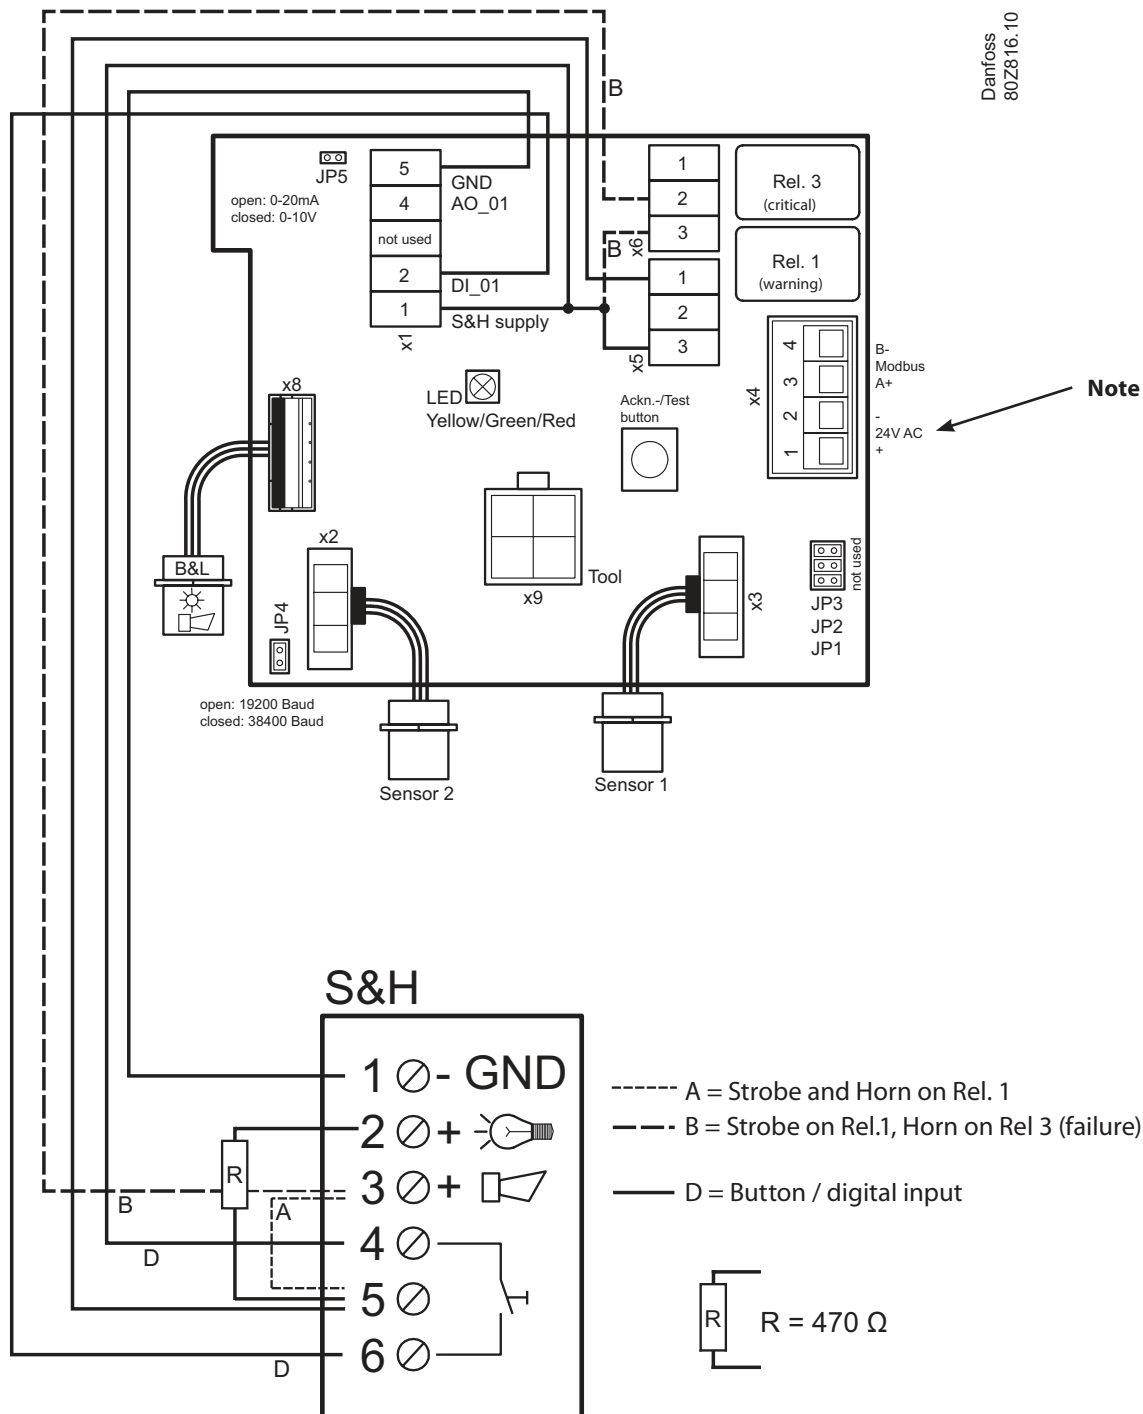 Danfoss
80Z816.10
B
JP5
open: 0-20mA
closed: 0-10V
5
GND
4
AO_01
not used
2
DI_01
1
S&H supply
x1
1
2
3
x6
B
Rel. 3
(critical)
1
2
3
x5
Rel. 1
(warning)
x4
4
3
2
1
B-
Modbus
A+
-
24V AC
+
Note
x8
LED
Yellow/Green/Red
Ackn.-/Test
button
B&L
x2
JP4
x9
Tool
x3
not used
JP3
JP2
JP1
open: 19200 Baud
closed: 38400 Baud
Sensor 2
Sensor 1
S&H
1 - GND
2 +
R
3 +
B
A
4
D
5
6
D
A = Strobe and Horn on Rel. 1
B = Strobe on Rel.1, Horn on Rel 3 (failure)
D = Button / digital input
R
R = 470 Ω